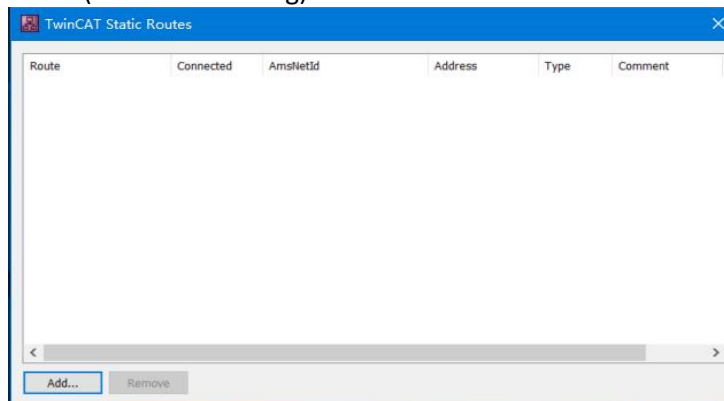 TwinCAT Static Routes
Route Connected AmsNetId Address Type Comment
Add... Remove